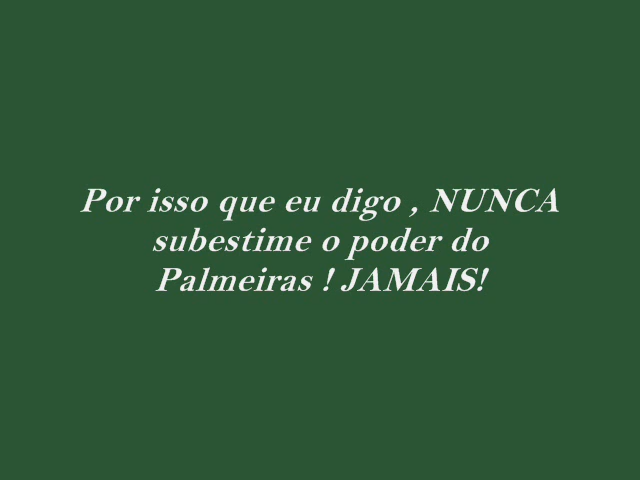 Por isso que eu digo , NUNCA
subestime o poder do
Palmeiras ! JAMAIS!